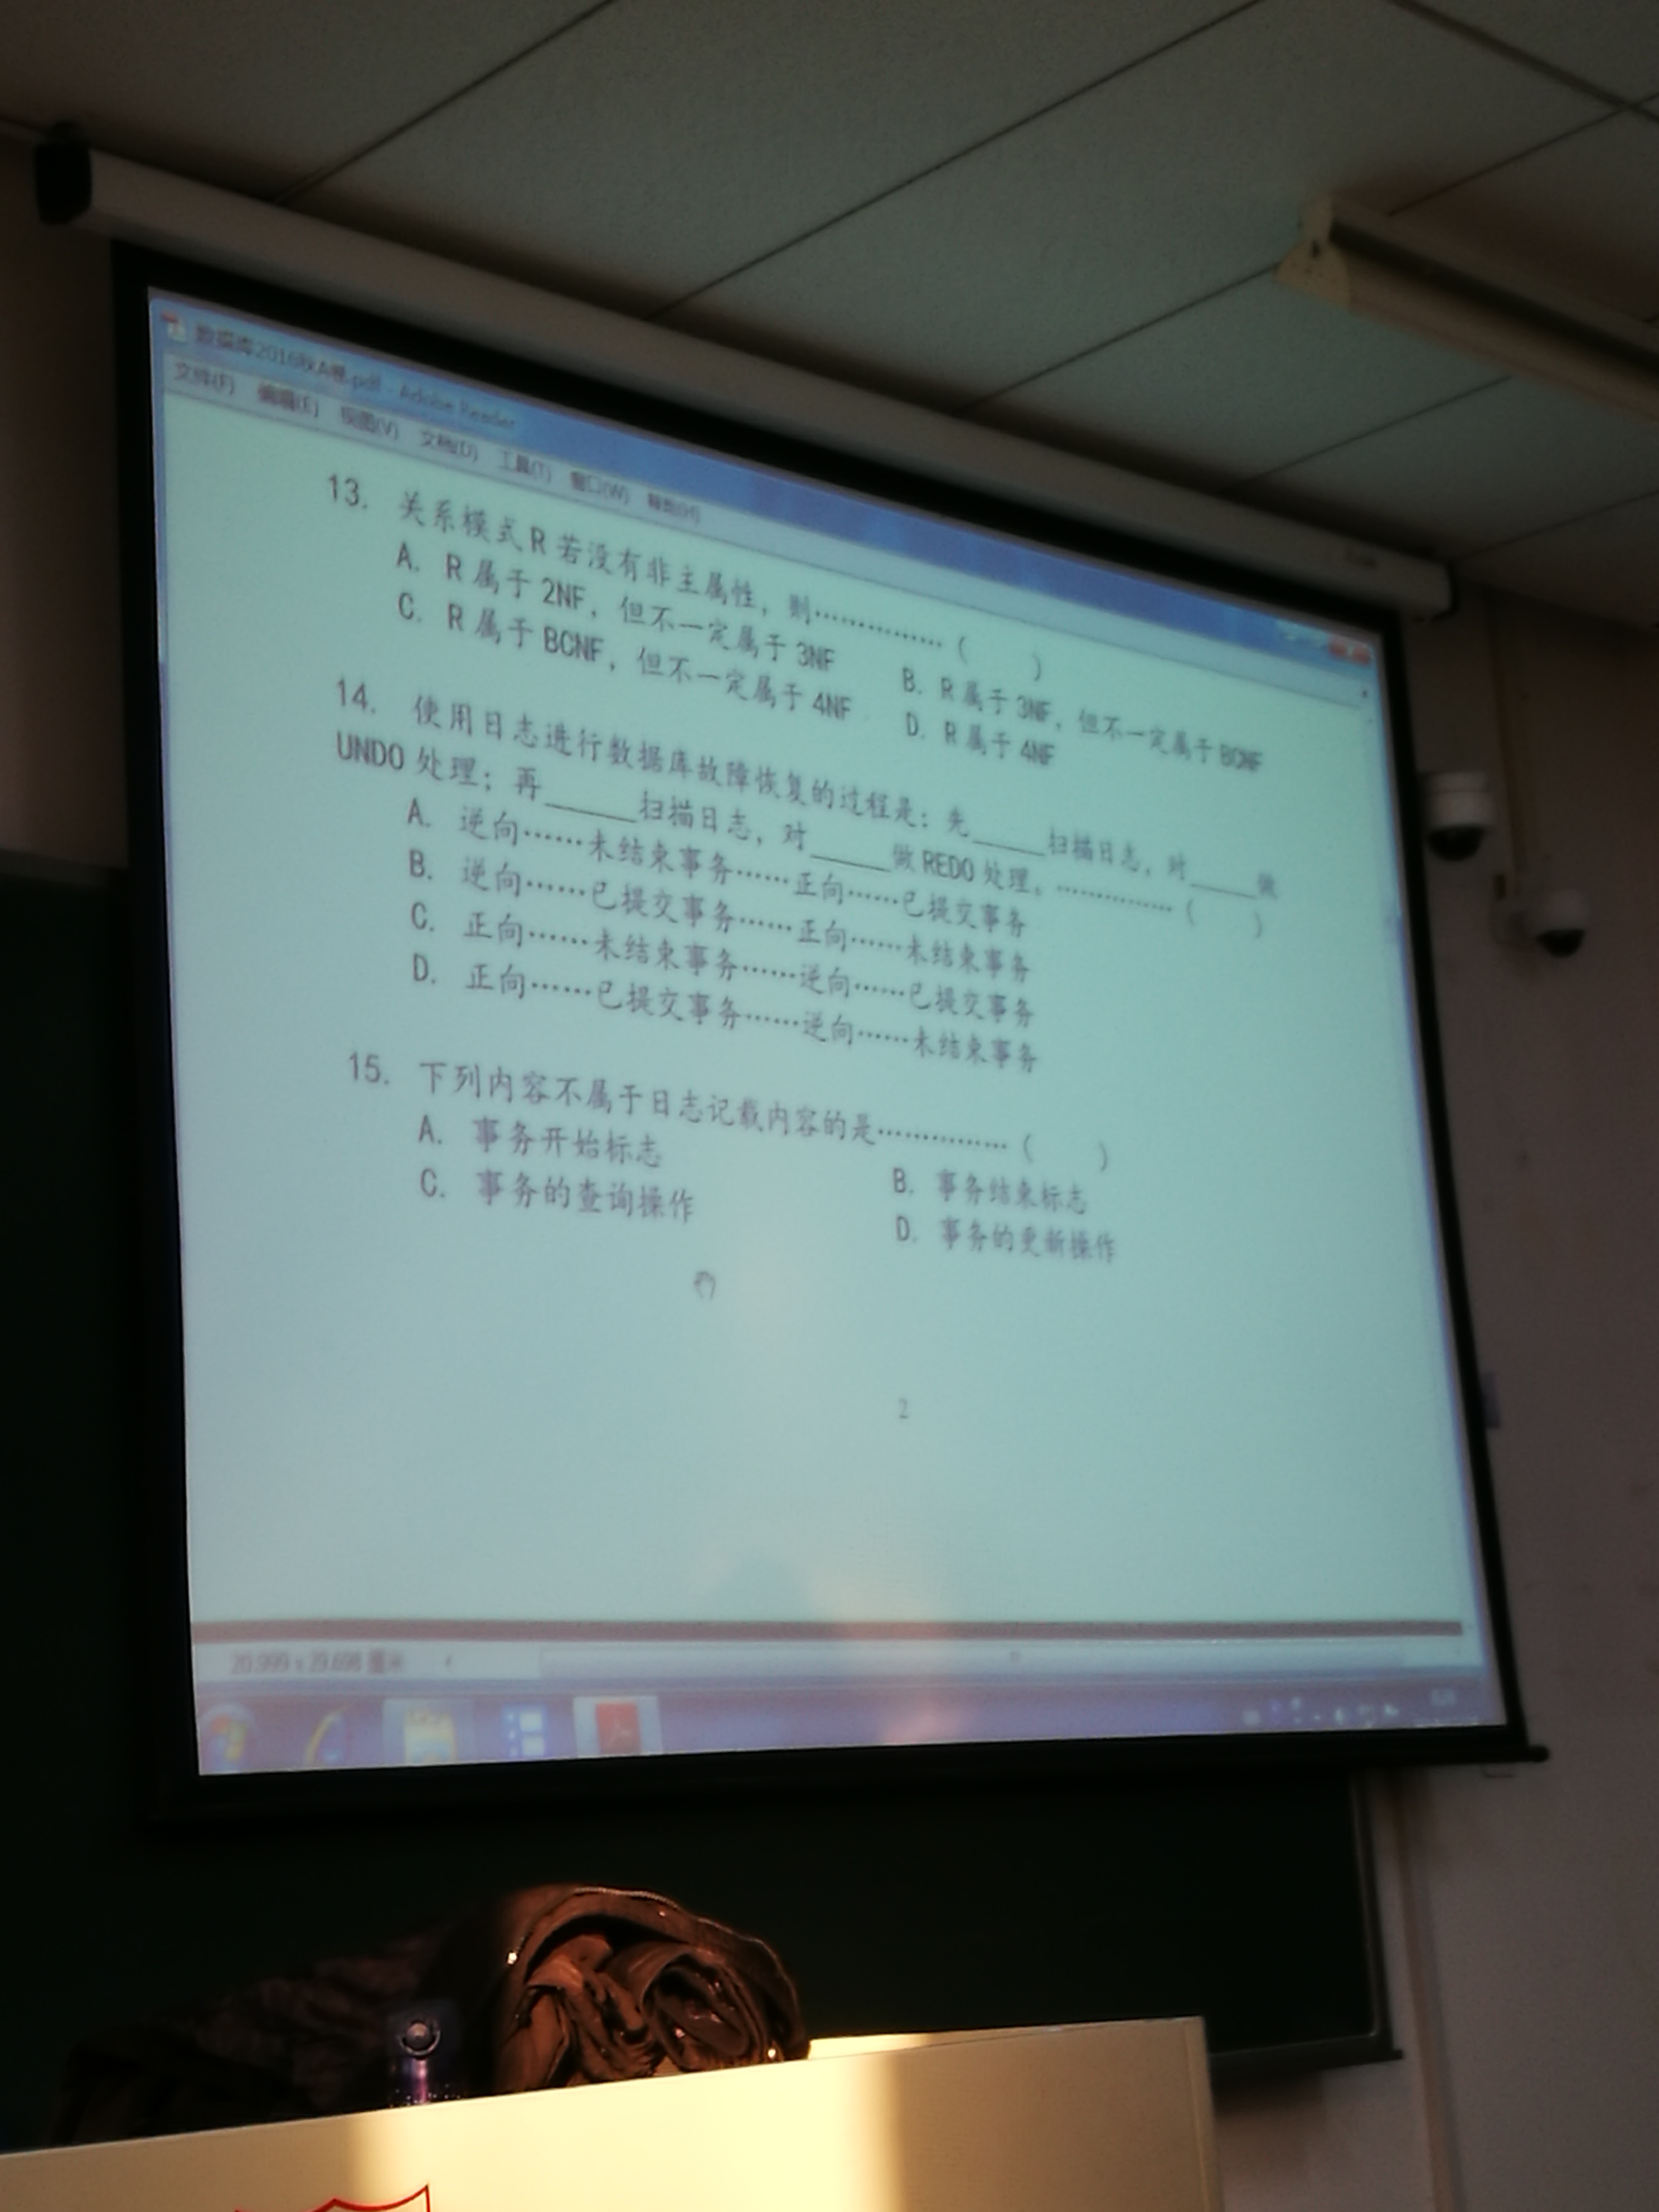 数据库2016秋A卷.pdf - Adobe Reader
文件(F) 编辑(E) 视图(V) 文档(D) 工具(T) 窗口(W) 帮助(H)
13. 关系模式R若没有非主属性，则…………… （ ）
A. R属于2NF，但不一定属于3NF B. R属于3NF，但不一定属于BCNF
C. R属于BCNF，但不一定属于4NF D. R属于4NF
14. 使用日志进行数据库故障恢复的过程是：先______扫描日志，对______做
UNDO处理；再______扫描日志，对______做REDO处理。…………… （ ）
A. 逆向……未结束事务……正向……已提交事务
B. 逆向……已提交事务……正向……未结束事务
C. 正向……未结束事务……逆向……已提交事务
D. 正向……已提交事务……逆向……未结束事务
15. 下列内容不属于日志记载内容的是…………… （ ）
A. 事务开始标志 B. 事务结束标志
C. 事务的查询操作 D. 事务的更新操作
2
20.999 x 29.698 厘米